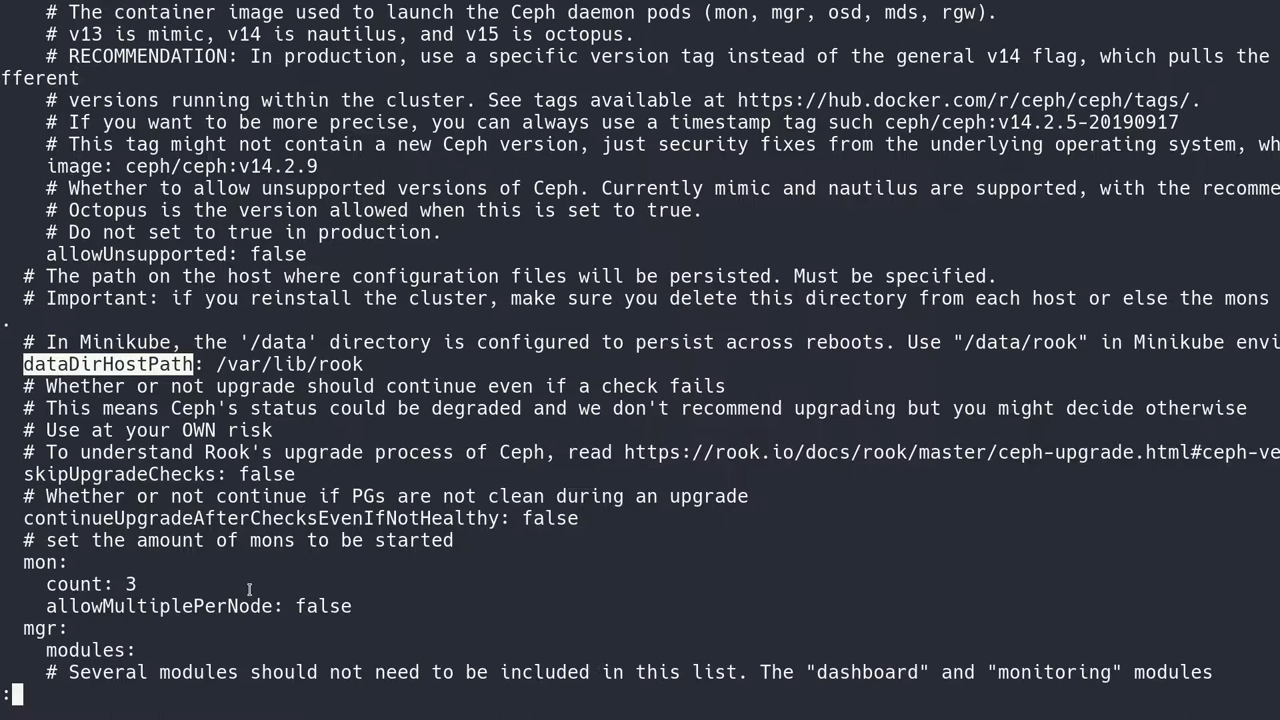 # The container image used to launch the Ceph daemon pods (mon, mgr, osd, mds, rgw).
# v13 is mimic, v14 is nautilus, and v15 is octopus.
# RECOMMENDATION: In production, use a specific version tag instead of the general v14 flag, which pulls the
fferent
# versions running within the cluster. See tags available at https://hub.docker.com/r/ceph/ceph/tags/.
# If you want to be more precise, you can always use a timestamp tag such ceph/ceph:v14.2.5-20190917
# This tag might not contain a new Ceph version, just security fixes from the underlying operating system, wh
image: ceph/ceph:v14.2.9
# Whether to allow unsupported versions of Ceph. Currently mimic and nautilus are supported, with the recomme
# Octopus is the version allowed when this is set to true.
# Do not set to true in production.
allowUnsupported: false
# The path on the host where configuration files will be persisted. Must be specified.
# Important: if you reinstall the cluster, make sure you delete this directory from each host or else the mons
.
# In Minikube, the '/data' directory is configured to persist across reboots. Use "/data/rook" in Minikube envi
dataDirHostPath: /var/lib/rook
# Whether or not upgrade should continue even if a check fails
# This means Ceph's status could be degraded and we don't recommend upgrading but you might decide otherwise
# Use at your OWN risk
# To understand Rook's upgrade process of Ceph, read https://rook.io/docs/rook/master/ceph-upgrade.html#ceph-ve
skipUpgradeChecks: false
# Whether or not continue if PGs are not clean during an upgrade
continueUpgradeAfterChecksEvenIfNotHealthy: false
# set the amount of mons to be started
mon:
count: 3
allowMultiplePerNode: false
mgr:
modules:
# Several modules should not need to be included in this list. The "dashboard" and "monitoring" modules
: